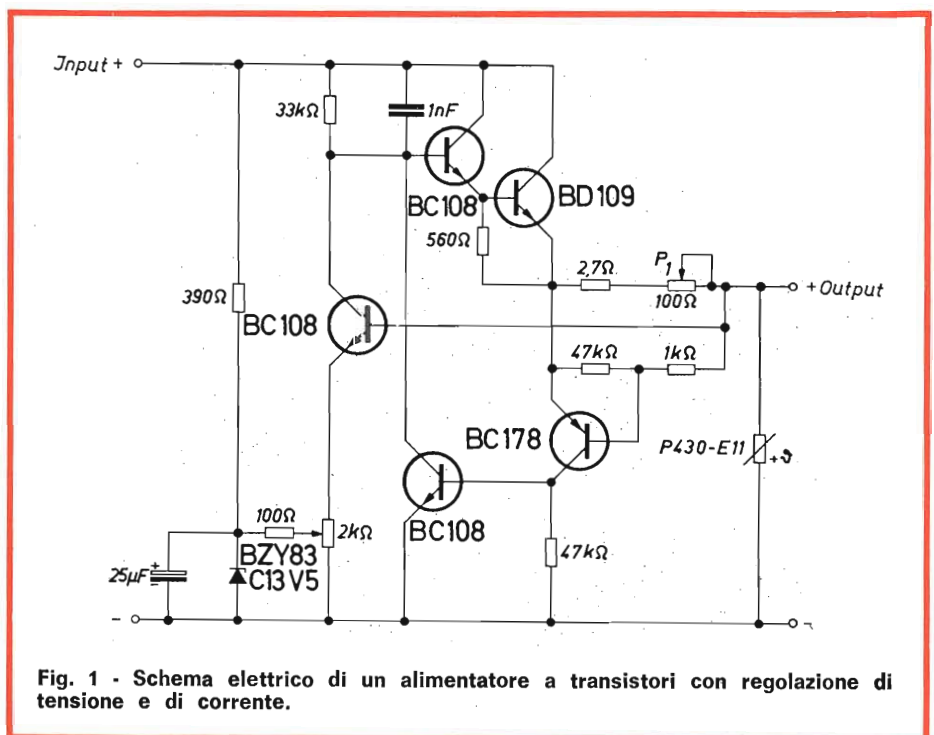 Jnput +
33kΩ
1nF
BC108
BD109
560Ω
2,7Ω
P1
100Ω
+ Output
390Ω
BC108
47kΩ
1kΩ
BC178
P430-E11
+ϑ
BC108
100Ω
2kΩ
BZY83
C13V5
47kΩ
25µF
+
–
–
–
Fig. 1 - Schema elettrico di un alimentatore a transistori con regolazione di
tensione e di corrente.